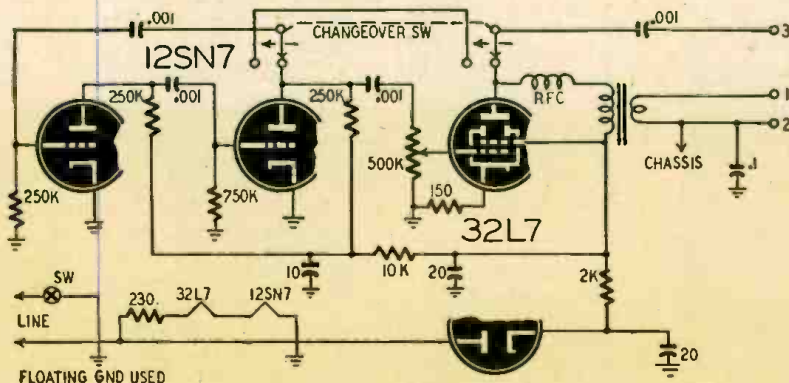 .001
CHANGEOVER SW
.001
3
12SN7
250K
.001
250K
.001
RFC
1
2
500K
CHASSIS
.1
250K
750K
150
32L7
10
10K
20
2K
SW
230.
32L7
12SN7
LINE
20
FLOATING GND USED